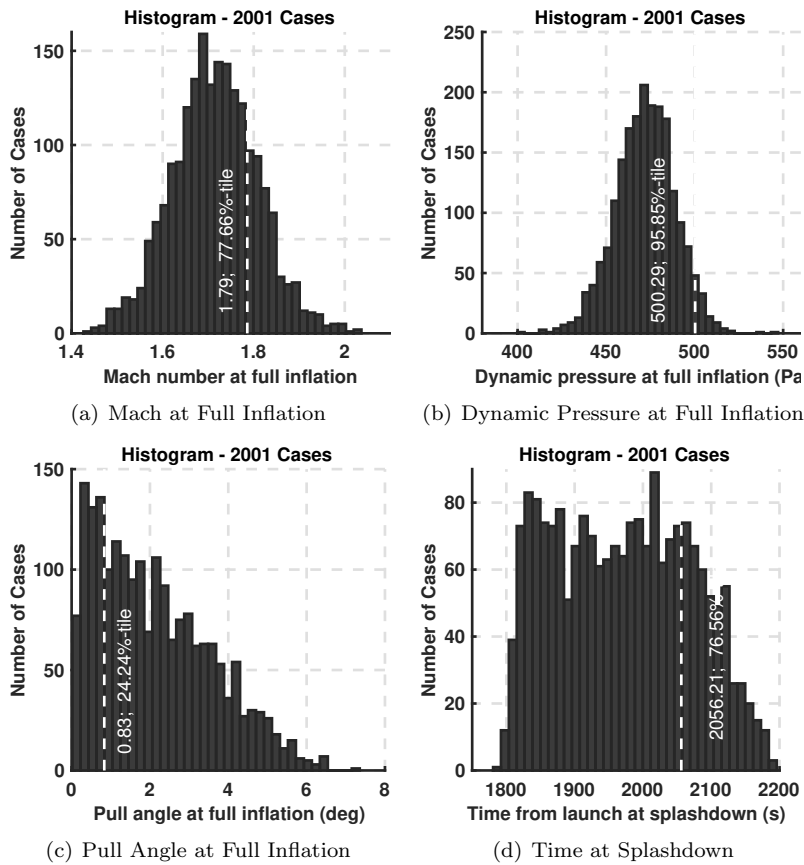 Histogram - 2001 Cases
150
100
50
0
Number of Cases
1.79; 77.66%-tile
1.4
1.6
1.8
2
Mach number at full inflation
(a) Mach at Full Inflation
Histogram - 2001 Cases
250
200
150
100
50
0
Number of Cases
500.29; 95.85%-tile
400
450
500
550
Dynamic pressure at full inflation (Pa
(b) Dynamic Pressure at Full Inflation
Histogram - 2001 Cases
150
100
50
0
Number of Cases
0.83; 24.24%-tile
0
2
4
6
8
Pull angle at full inflation (deg)
(c) Pull Angle at Full Inflation
Histogram - 2001 Cases
80
60
40
20
0
Number of Cases
2056.21; 76.56%
1800
1900
2000
2100
2200
Time from launch at splashdown (s)
(d) Time at Splashdown